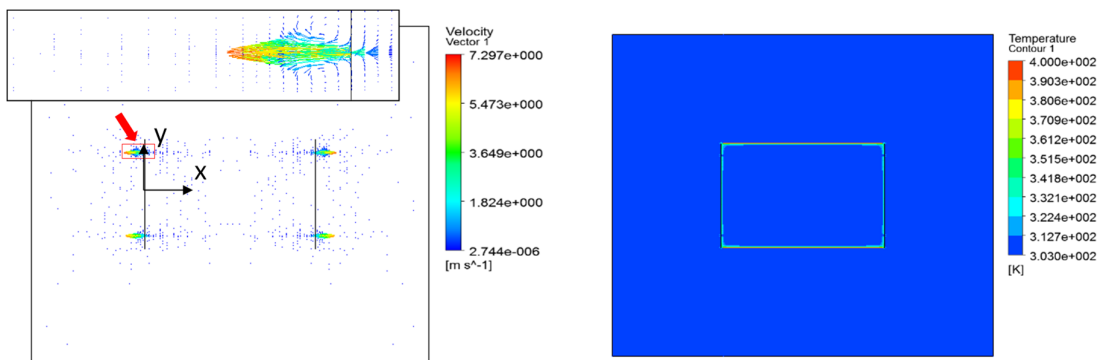 Velocity
Vector 1
7.297e+000
5.473e+000
3.649e+000
1.824e+000
2.744e-006
[m s^-1]
y
x
Temperature
Contour 1
4.000e+002
3.903e+002
3.806e+002
3.709e+002
3.612e+002
3.515e+002
3.418e+002
3.321e+002
3.224e+002
3.127e+002
3.030e+002
[K]